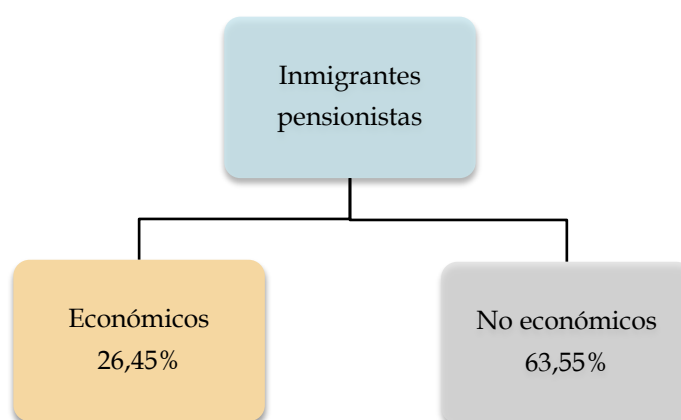 Inmigrantes
pensionistas
Económicos
26,45%
No económicos
63,55%